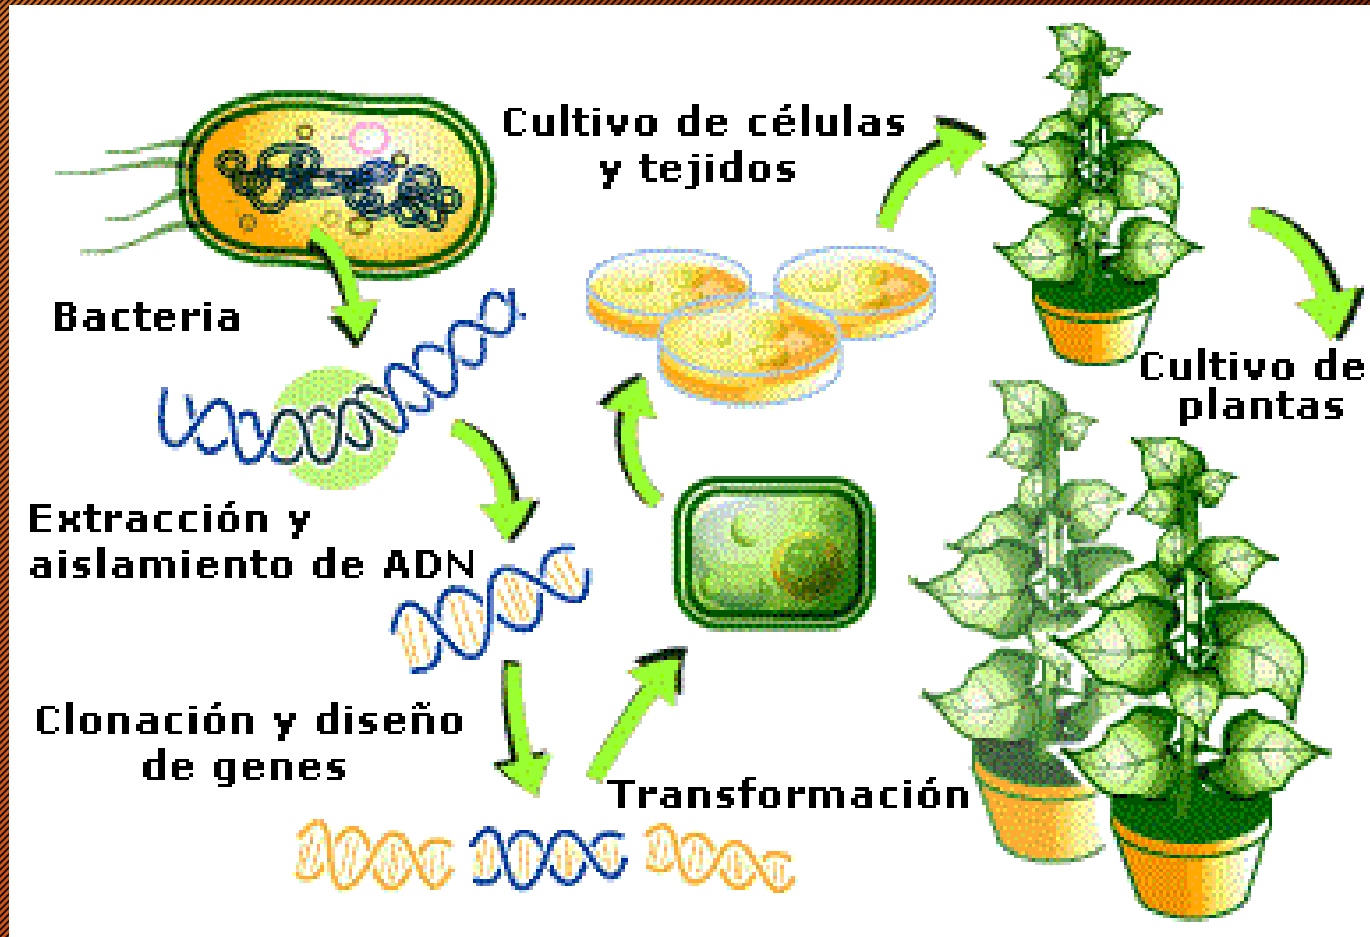 Bacteria
Extracción y
aislamiento de ADN
Clonación y diseño
de genes
Transformación
Cultivo de células
y tejidos
Cultivo de
plantas